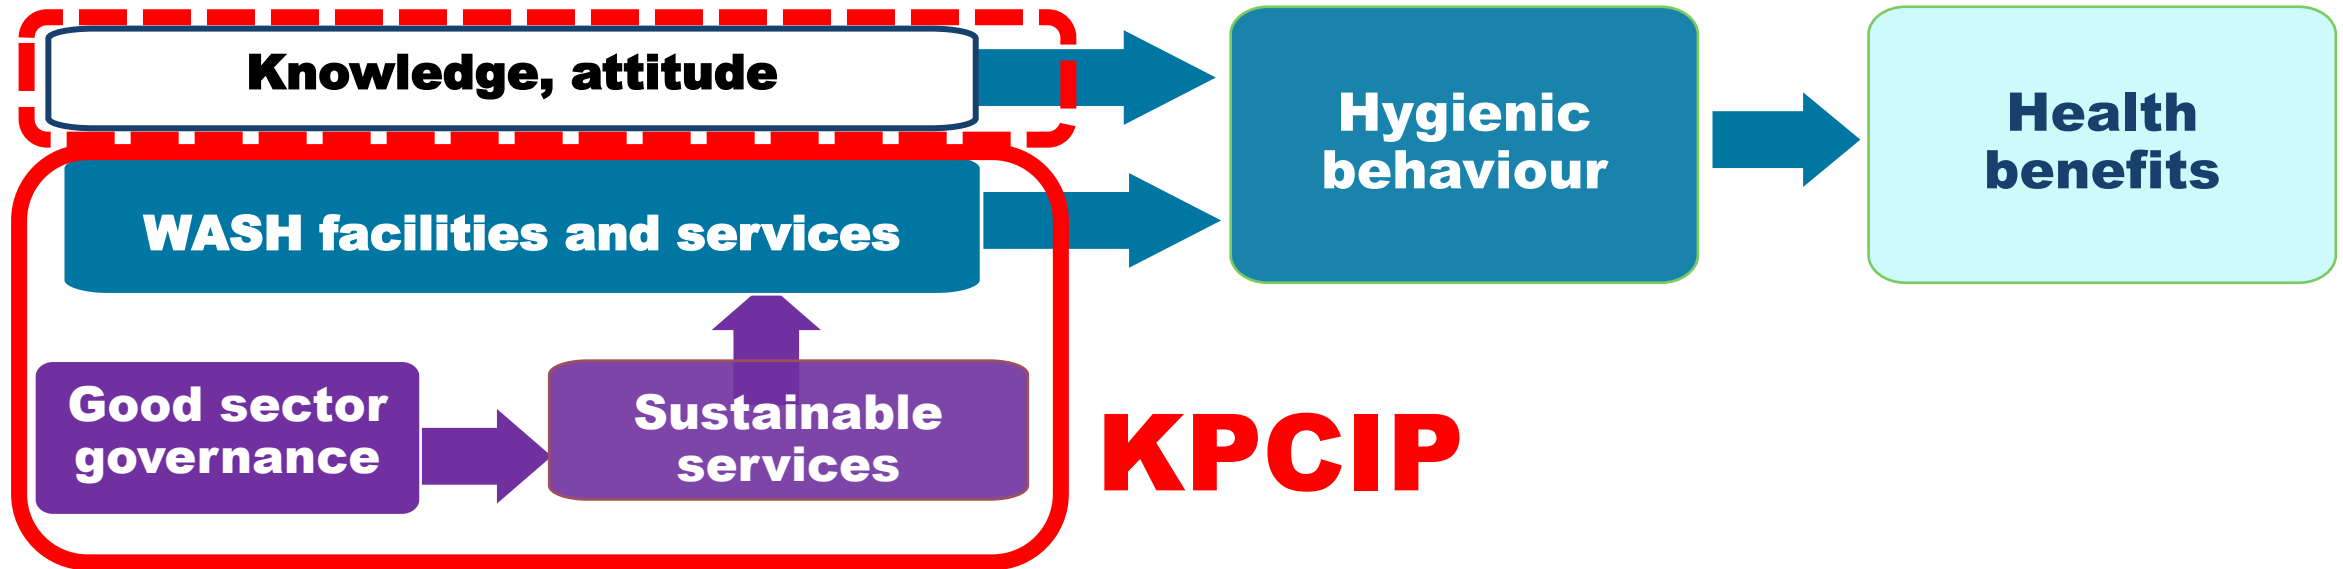 Knowledge, attitude
WASH facilities and services
Good sector
governance
Sustainable
services
KPCIP
Hygienic
behaviour
Health
benefits